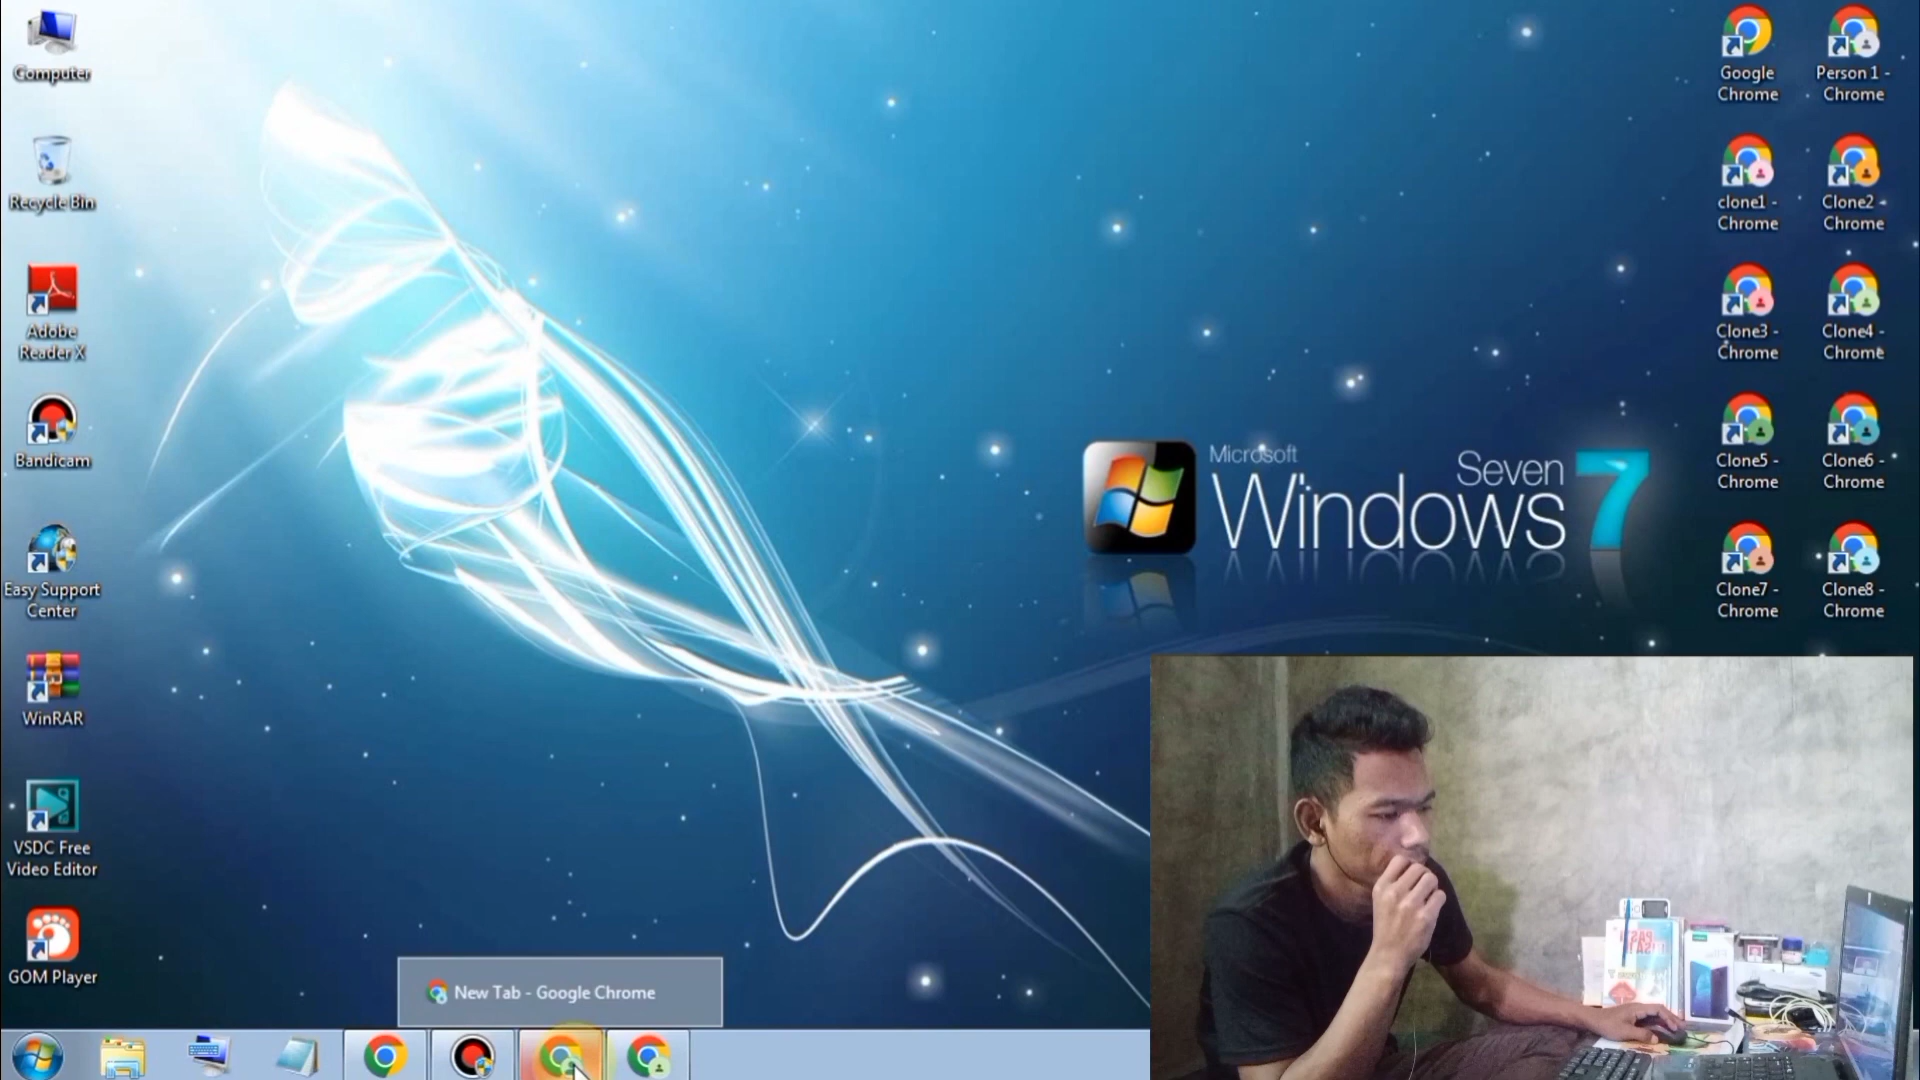 Computer
Recycle Bin
Adobe
Reader X
Bandicam
Easy Support
Center
WinRAR
VSDC Free
Video Editor
GOM Player
Google
Chrome
Person 1 -
Chrome
clone1 -
Chrome
Clone2 -
Chrome
Clone3 -
Chrome
Clone4 -
Chrome
Clone5 -
Chrome
Clone6 -
Chrome
Clone7 -
Chrome
Clone8 -
Chrome
Microsoft
Windows
Seven 7
New Tab - Google Chrome